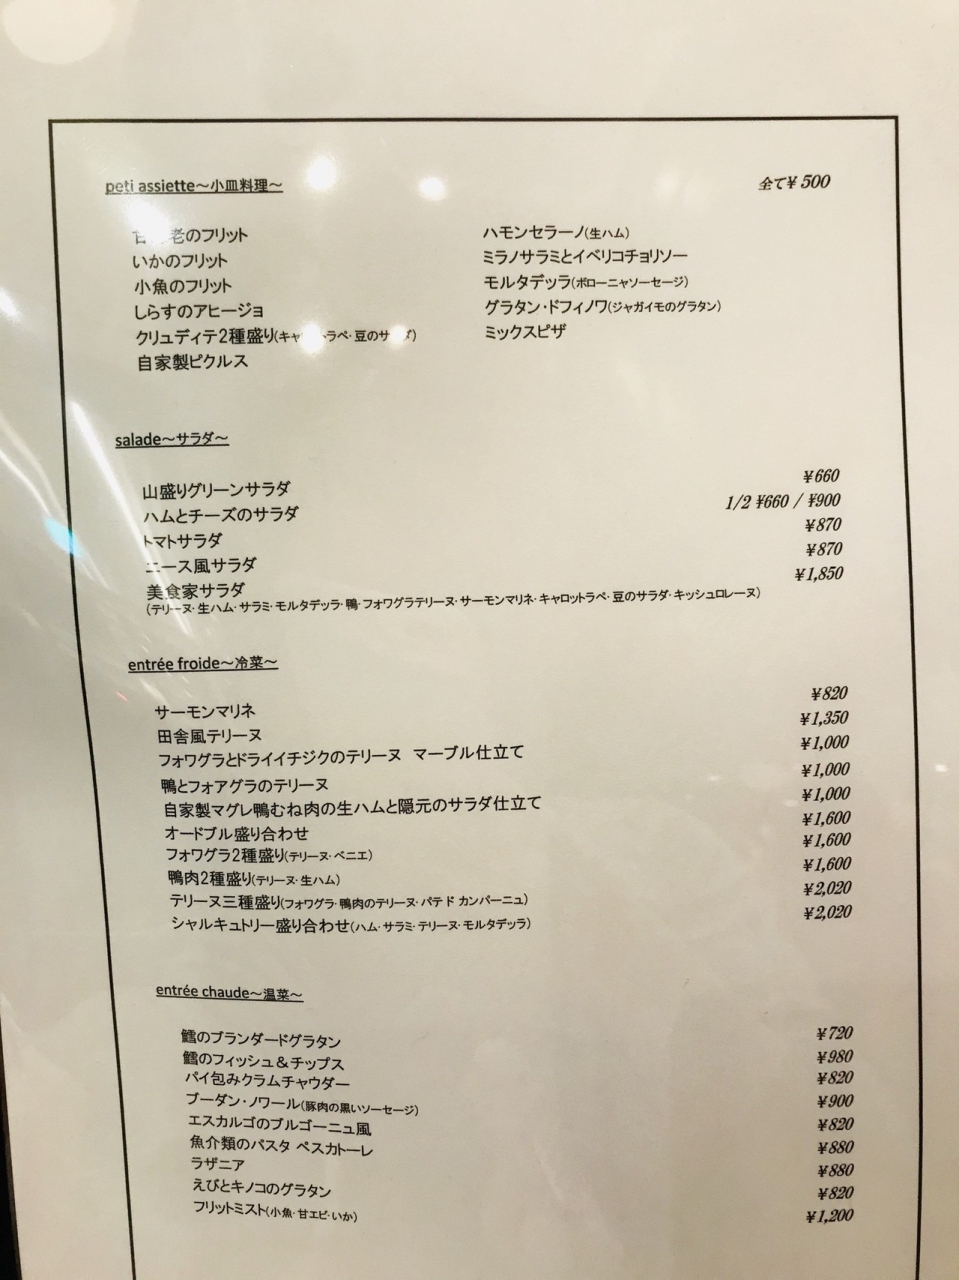 peti assiette～小皿料理～ 全て¥500
甘 老のフリット
いかのフリット
小魚のフリット
しらすのアヒージョ
クリュディテ2種盛り(キャ トラペ・豆のサ ダ)
自家製ピクルス
ハモンセラーノ(生ハム)
ミラノサラミとイベリコチョリソー
モルタデッラ(ボローニャソーセージ)
グラタン・ドフィノワ(ジャガイモのグラタン)
ミックスピザ
salade～サラダ～
山盛りグリーンサラダ ¥660
ハムとチーズのサラダ 1/2 ¥660 / ¥900
トマトサラダ ¥870
ニース風サラダ ¥870
美食家サラダ ¥1,850
(テリーヌ・生ハム・サラミ・モルタデッラ・鴨・フォワグラテリーヌ・サーモンマリネ・キャロットラペ・豆のサラダ・キッシュロレーヌ)
entrée froide～冷菜～
サーモンマリネ ¥820
田舎風テリーヌ ¥1,350
フォワグラとドライイチジクのテリーヌ マーブル仕立て ¥1,000
鴨とフォアグラのテリーヌ ¥1,000
自家製マグレ鴨むね肉の生ハムと隠元のサラダ仕立て ¥1,000
オードブル盛り合わせ ¥1,600
フォワグラ2種盛り(テリーヌ・ベニエ) ¥1,600
鴨肉2種盛り(テリーヌ・生ハム) ¥1,600
テリーヌ三種盛り(フォワグラ・鴨肉のテリーヌ・パテド カンパーニュ) ¥2,020
シャルキュトリー盛り合わせ(ハム・サラミ・テリーヌ・モルタデッラ) ¥2,020
entrée chaude～温菜～
鱈のブランダードグラタン ¥720
鱈のフィッシュ＆チップス ¥980
パイ包みクラムチャウダー ¥820
ブーダン・ノワール(豚肉の黒いソーセージ) ¥900
エスカルゴのブルゴーニュ風 ¥820
魚介類のパスタ ペスカトーレ ¥880
ラザニア ¥880
えびとキノコのグラタン ¥820
フリットミスト(小魚・甘エビ・いか) ¥1,200